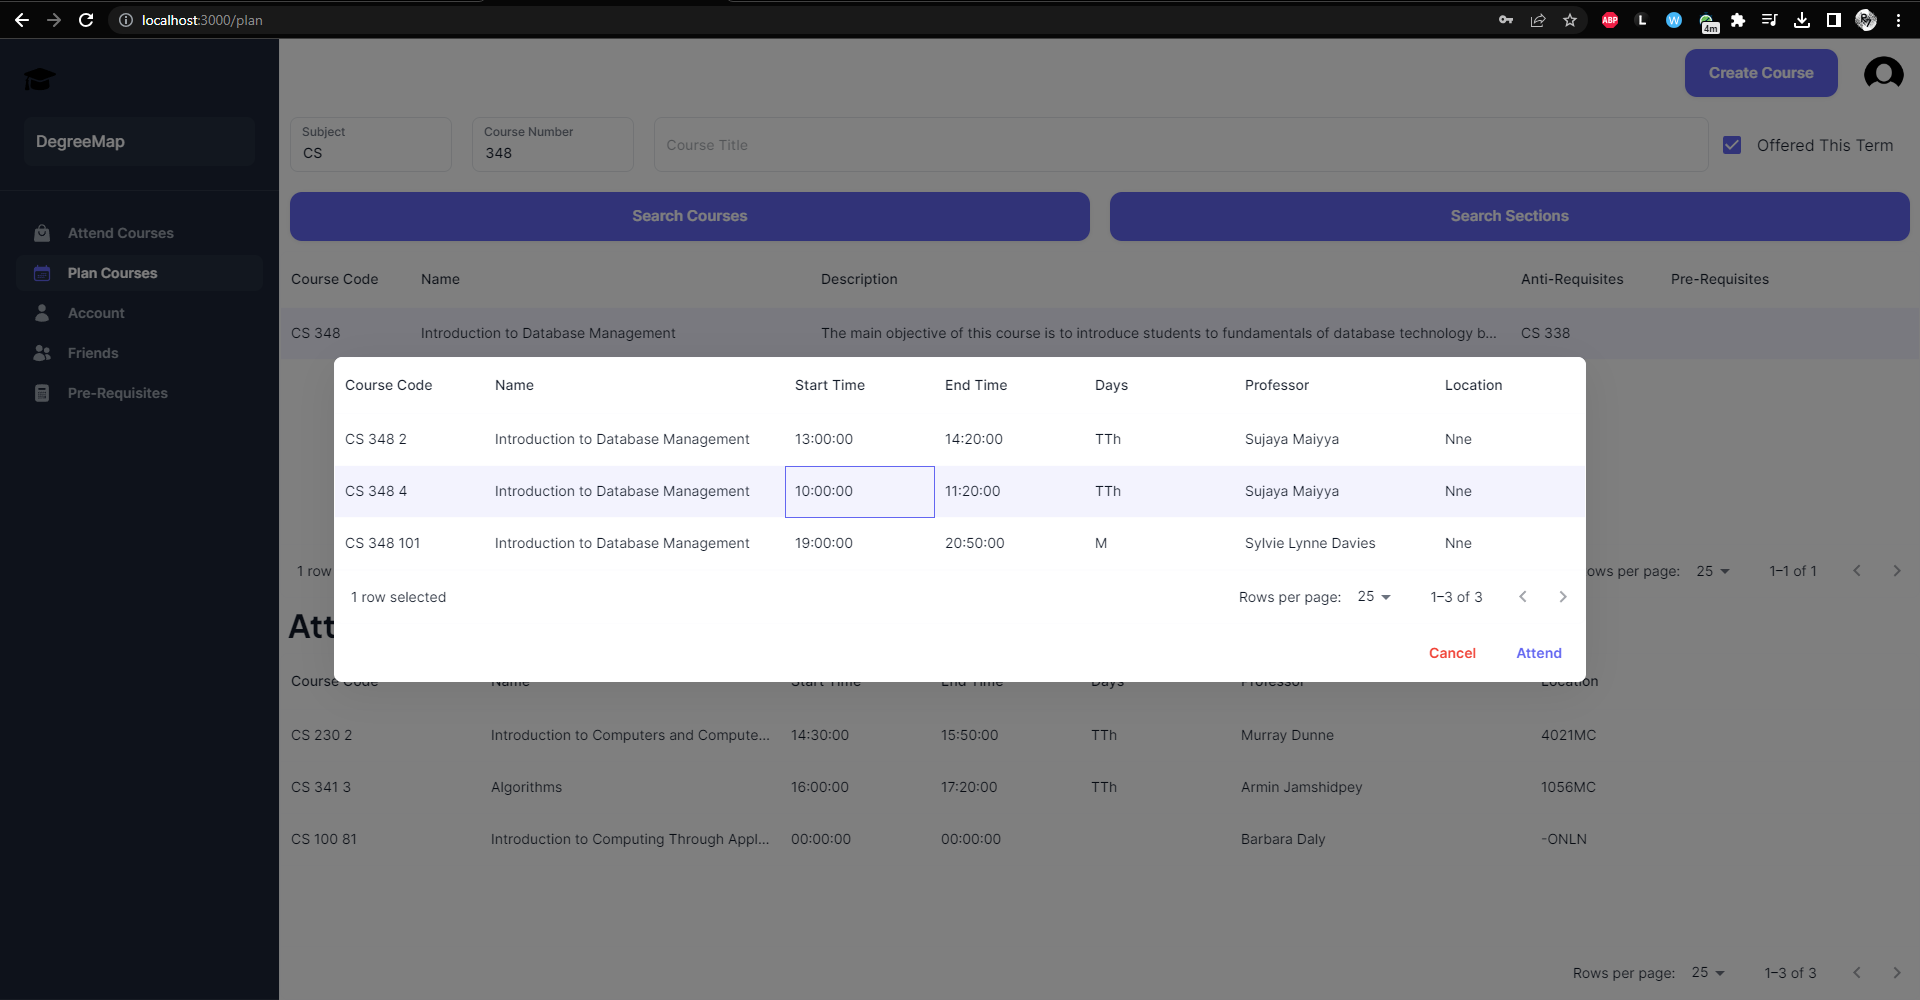 localhost:3000/plan
ABP
L
W
4m
Create Course
DegreeMap
Subject
CS
Course Number
348
Course Title
Offered This Term
Search Courses
Search Sections
Attend Courses
Plan Courses
Account
Friends
Pre-Requisites
Course Code Name Description Anti-Requisites Pre-Requisites
CS 348 Introduction to Database Management The main objective of this course is to introduce students to fundamentals of database technology b... CS 338
Course Code Name Start Time End Time Days Professor Location
CS 348 2 Introduction to Database Management 13:00:00 14:20:00 TTh Sujaya Maiyya Nne
CS 348 4 Introduction to Database Management 10:00:00 11:20:00 TTh Sujaya Maiyya Nne
CS 348 101 Introduction to Database Management 19:00:00 20:50:00 M Sylvie Lynne Davies Nne
1 row selected Rows per page: 25 1–3 of 3
Cancel Attend
1 row ows per page: 25 1–1 of 1
Att
Course Code Name Start Time End Time Days Professor Location
CS 230 2 Introduction to Computers and Compute... 14:30:00 15:50:00 TTh Murray Dunne 4021MC
CS 341 3 Algorithms 16:00:00 17:20:00 TTh Armin Jamshidpey 1056MC
CS 100 81 Introduction to Computing Through Appl... 00:00:00 00:00:00 Barbara Daly -ONLN
Rows per page: 25 1–3 of 3